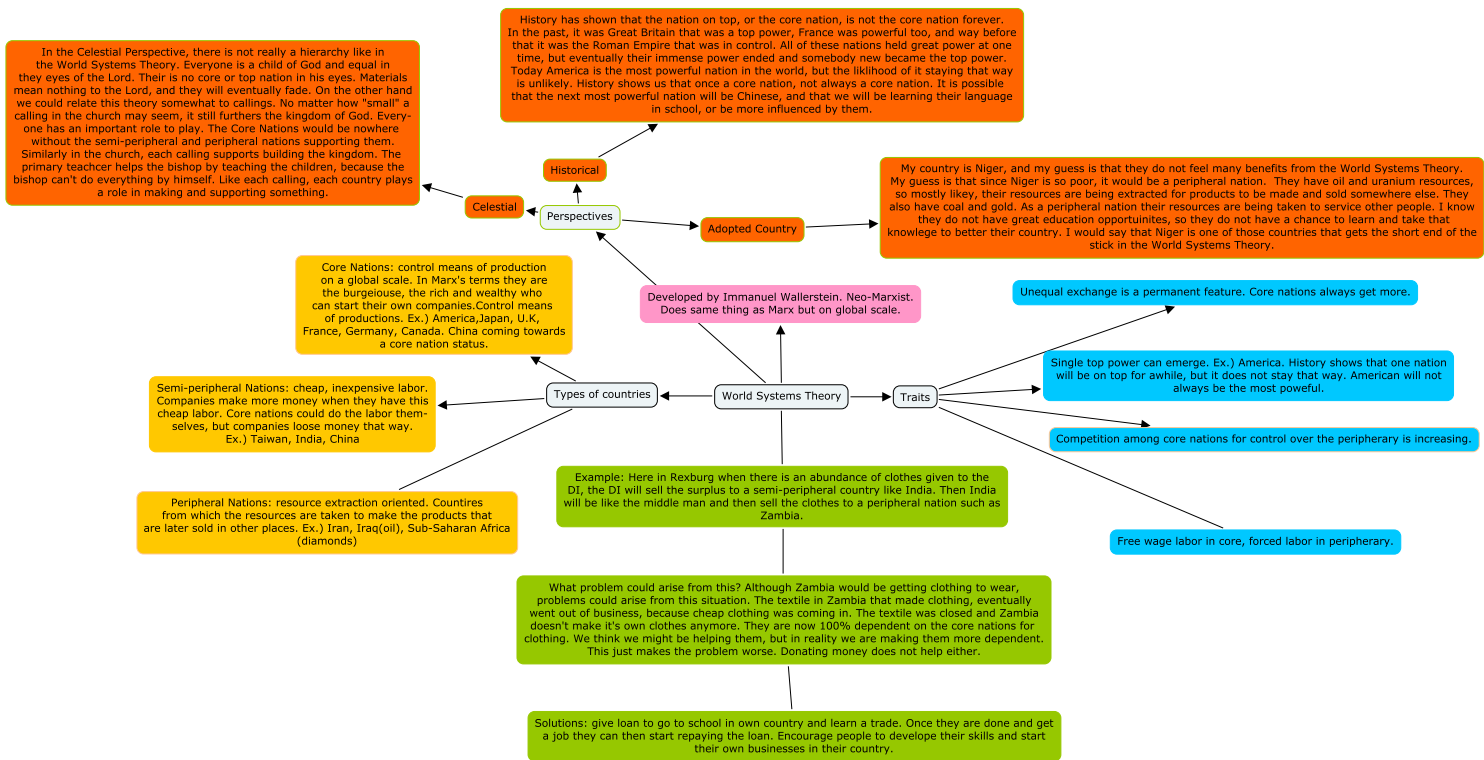 History has shown that the nation on top, or the core nation, is not the core nation forever.
In the past, it was Great Britain that was a top power, France was powerful too, and way before
that it was the Roman Empire that was in control. All of these nations held great power at one
time, but eventually their immense power ended and somebody new became the top power.
Today America is the most powerful nation in the world, but the liklihood of it staying that way
is unlikely. History shows us that once a core nation, not always a core nation. It is possible
that the next most powerful nation will be Chinese, and that we will be learning their language
in school, or be more influenced by them.
In the Celestial Perspective, there is not really a hierarchy like in
the World Systems Theory. Everyone is a child of God and equal in
they eyes of the Lord. Their is no core or top nation in his eyes. Materials
mean nothing to the Lord, and they will eventually fade. On the other hand
we could relate this theory somewhat to callings. No matter how "small" a
calling in the church may seem, it still furthers the kingdom of God. Every-
one has an important role to play. The Core Nations would be nowhere
without the semi-peripheral and peripheral nations supporting them.
Similarly in the church, each calling supports building the kingdom. The
primary teachcer helps the bishop by teaching the children, because the
bishop can't do everything by himself. Like each calling, each country plays
a role in making and supporting something.
Historical
Celestial
Perspectives
Adopted Country
My country is Niger, and my guess is that they do not feel many benefits from the World Systems Theory.
My guess is that since Niger is so poor, it would be a peripheral nation.  They have oil and uranium resources,
so mostly likey, their resources are being extracted for products to be made and sold somewhere else. They
also have coal and gold. As a peripheral nation their resources are being taken to service other people. I know
they do not have great education opportuinites, so they do not have a chance to learn and take that
knowlege to better their country. I would say that Niger is one of those countries that gets the short end of the
stick in the World Systems Theory.
Core Nations: control means of production
on a global scale. In Marx's terms they are
the burgeiouse, the rich and wealthy who
can start their own companies.Control means
of productions. Ex.) America,Japan, U.K,
France, Germany, Canada. China coming towards
a core nation status.
Developed by Immanuel Wallerstein. Neo-Marxist.
Does same thing as Marx but on global scale.
Unequal exchange is a permanent feature. Core nations always get more.
Single top power can emerge. Ex.) America. History shows that one nation
will be on top for awhile, but it does not stay that way. American will not
always be the most poweful.
Semi-peripheral Nations: cheap, inexpensive labor.
Companies make more money when they have this
cheap labor. Core nations could do the labor them-
selves, but companies loose money that way.
Ex.) Taiwan, India, China
Types of countries
World Systems Theory
Traits
Competition among core nations for control over the peripherary is increasing.
Example: Here in Rexburg when there is an abundance of clothes given to the
DI, the DI will sell the surplus to a semi-peripheral country like India. Then India
will be like the middle man and then sell the clothes to a peripheral nation such as
Zambia.
Peripheral Nations: resource extraction oriented. Countires
from which the resources are taken to make the products that
are later sold in other places. Ex.) Iran, Iraq(oil), Sub-Saharan Africa
(diamonds)
Free wage labor in core, forced labor in peripherary.
What problem could arise from this? Although Zambia would be getting clothing to wear,
problems could arise from this situation. The textile in Zambia that made clothing, eventually
went out of business, because cheap clothing was coming in. The textile was closed and Zambia
doesn't make it's own clothes anymore. They are now 100% dependent on the core nations for
clothing. We think we might be helping them, but in reality we are making them more dependent.
This just makes the problem worse. Donating money does not help either.
Solutions: give loan to go to school in own country and learn a trade. Once they are done and get
a job they can then start repaying the loan. Encourage people to develope their skills and start
their own businesses in their country.